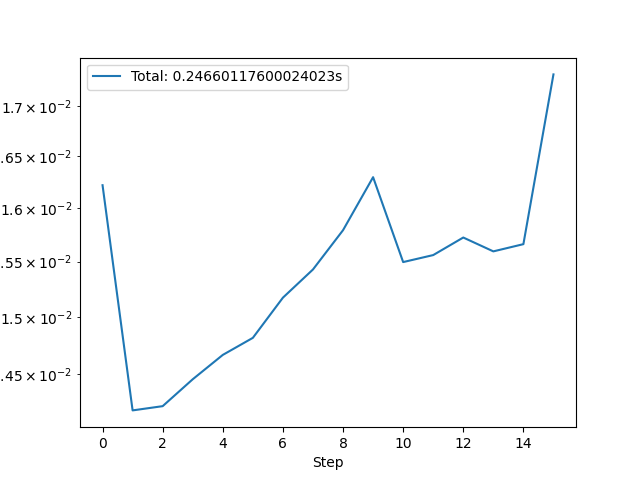 Total: 0.24660117600024023s
1.7 × 10⁻²
.65 × 10⁻²
1.6 × 10⁻²
.55 × 10⁻²
1.5 × 10⁻²
.45 × 10⁻²
0 2 4 6 8 10 12 14
Step